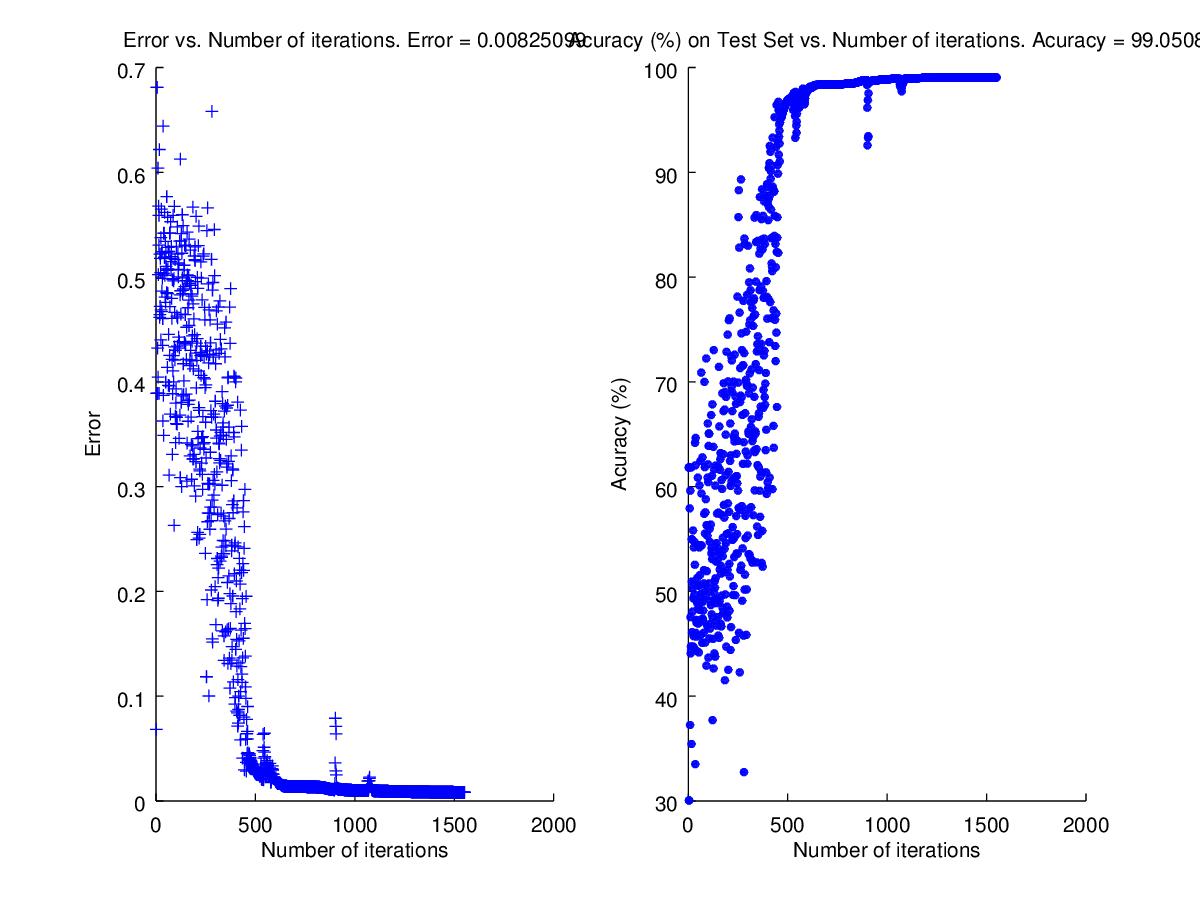 Error vs. Number of iterations. Error = 0.00825099
Acuracy (%) on Test Set vs. Number of iterations. Acuracy = 99.0508
0.7
0.6
0.5
0.4
0.3
0.2
0.1
0
Error
0 500 1000 1500 2000
Number of iterations
100
90
80
70
60
50
40
30
Acuracy (%)
0 500 1000 1500 2000
Number of iterations